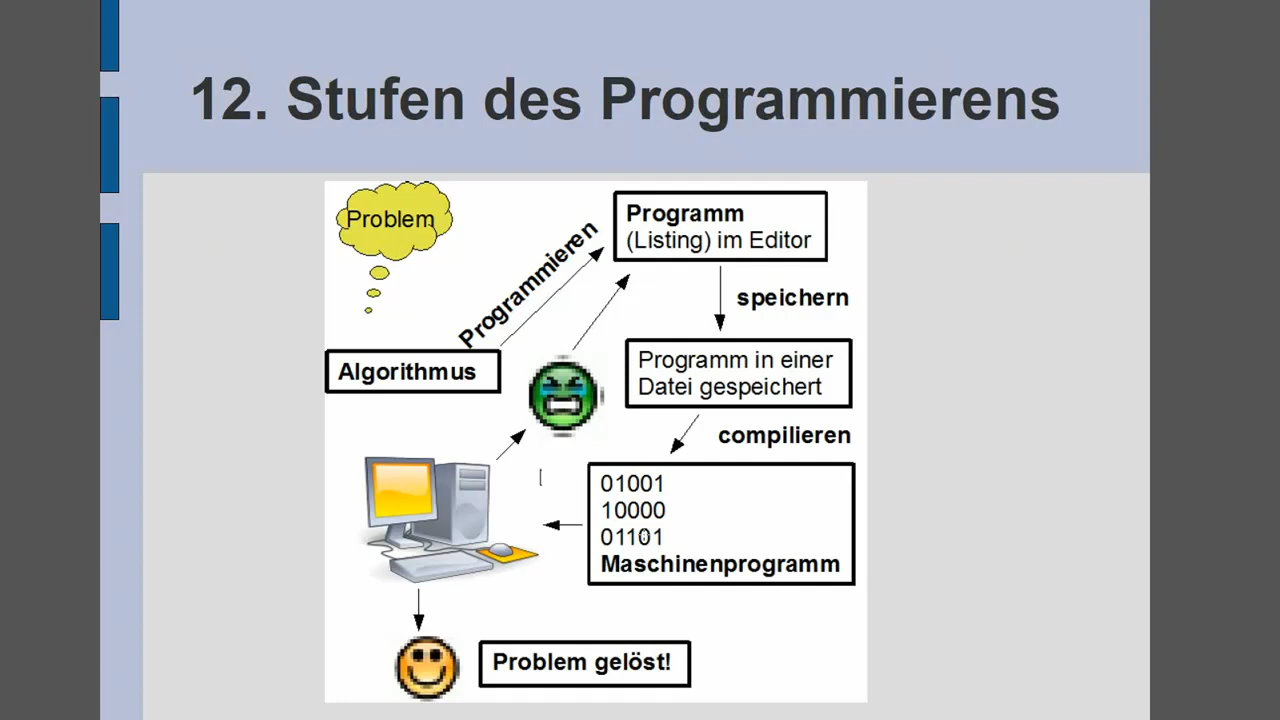 12. Stufen des Programmierens
Problem
Programm
(Listing) im Editor
Programmieren
speichern
Algorithmus
Programm in einer
Datei gespeichert
compilieren
01001
10000
01101
Maschinenprogramm
Problem gelöst!